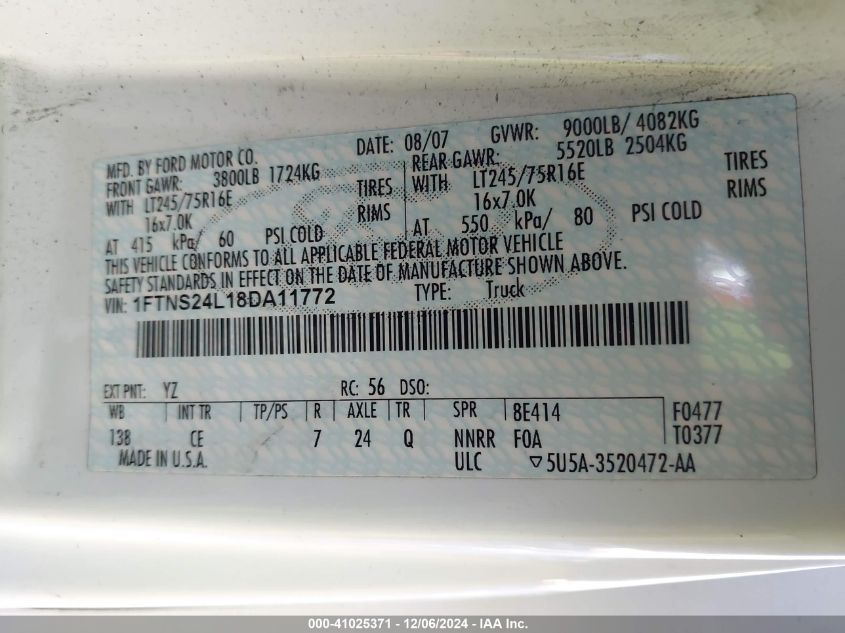 MFD. BY FORD MOTOR CO. DATE: 08/07 GVWR: 9000LB/ 4082KG
FRONT GAWR: 3800LB 1724KG REAR GAWR: 5520LB 2504KG
WITH LT245/75R16E TIRES WITH LT245/75R16E TIRES
16x7.0K RIMS 16x7.0K RIMS
AT 415 kPa/ 60 PSI COLD AT 550 kPa/ 80 PSI COLD
THIS VEHICLE CONFORMS TO ALL APPLICABLE FEDERAL MOTOR VEHICLE
SAFETY STANDARDS IN EFFECT ON THE DATE OF MANUFACTURE SHOWN ABOVE.
VIN: 1FTNS24L18DA11772 TYPE: Truck
EXT PNT: YZ RC: 56 DSO:
WB INT TR TP/PS R AXLE TR SPR 8E414 F0477
138 CE 7 24 Q NNRR F0A T0377
MADE IN U.S.A. ULC ▽5U5A-3520472-AA
000-41025371 - 12/06/2024 - IAA Inc.